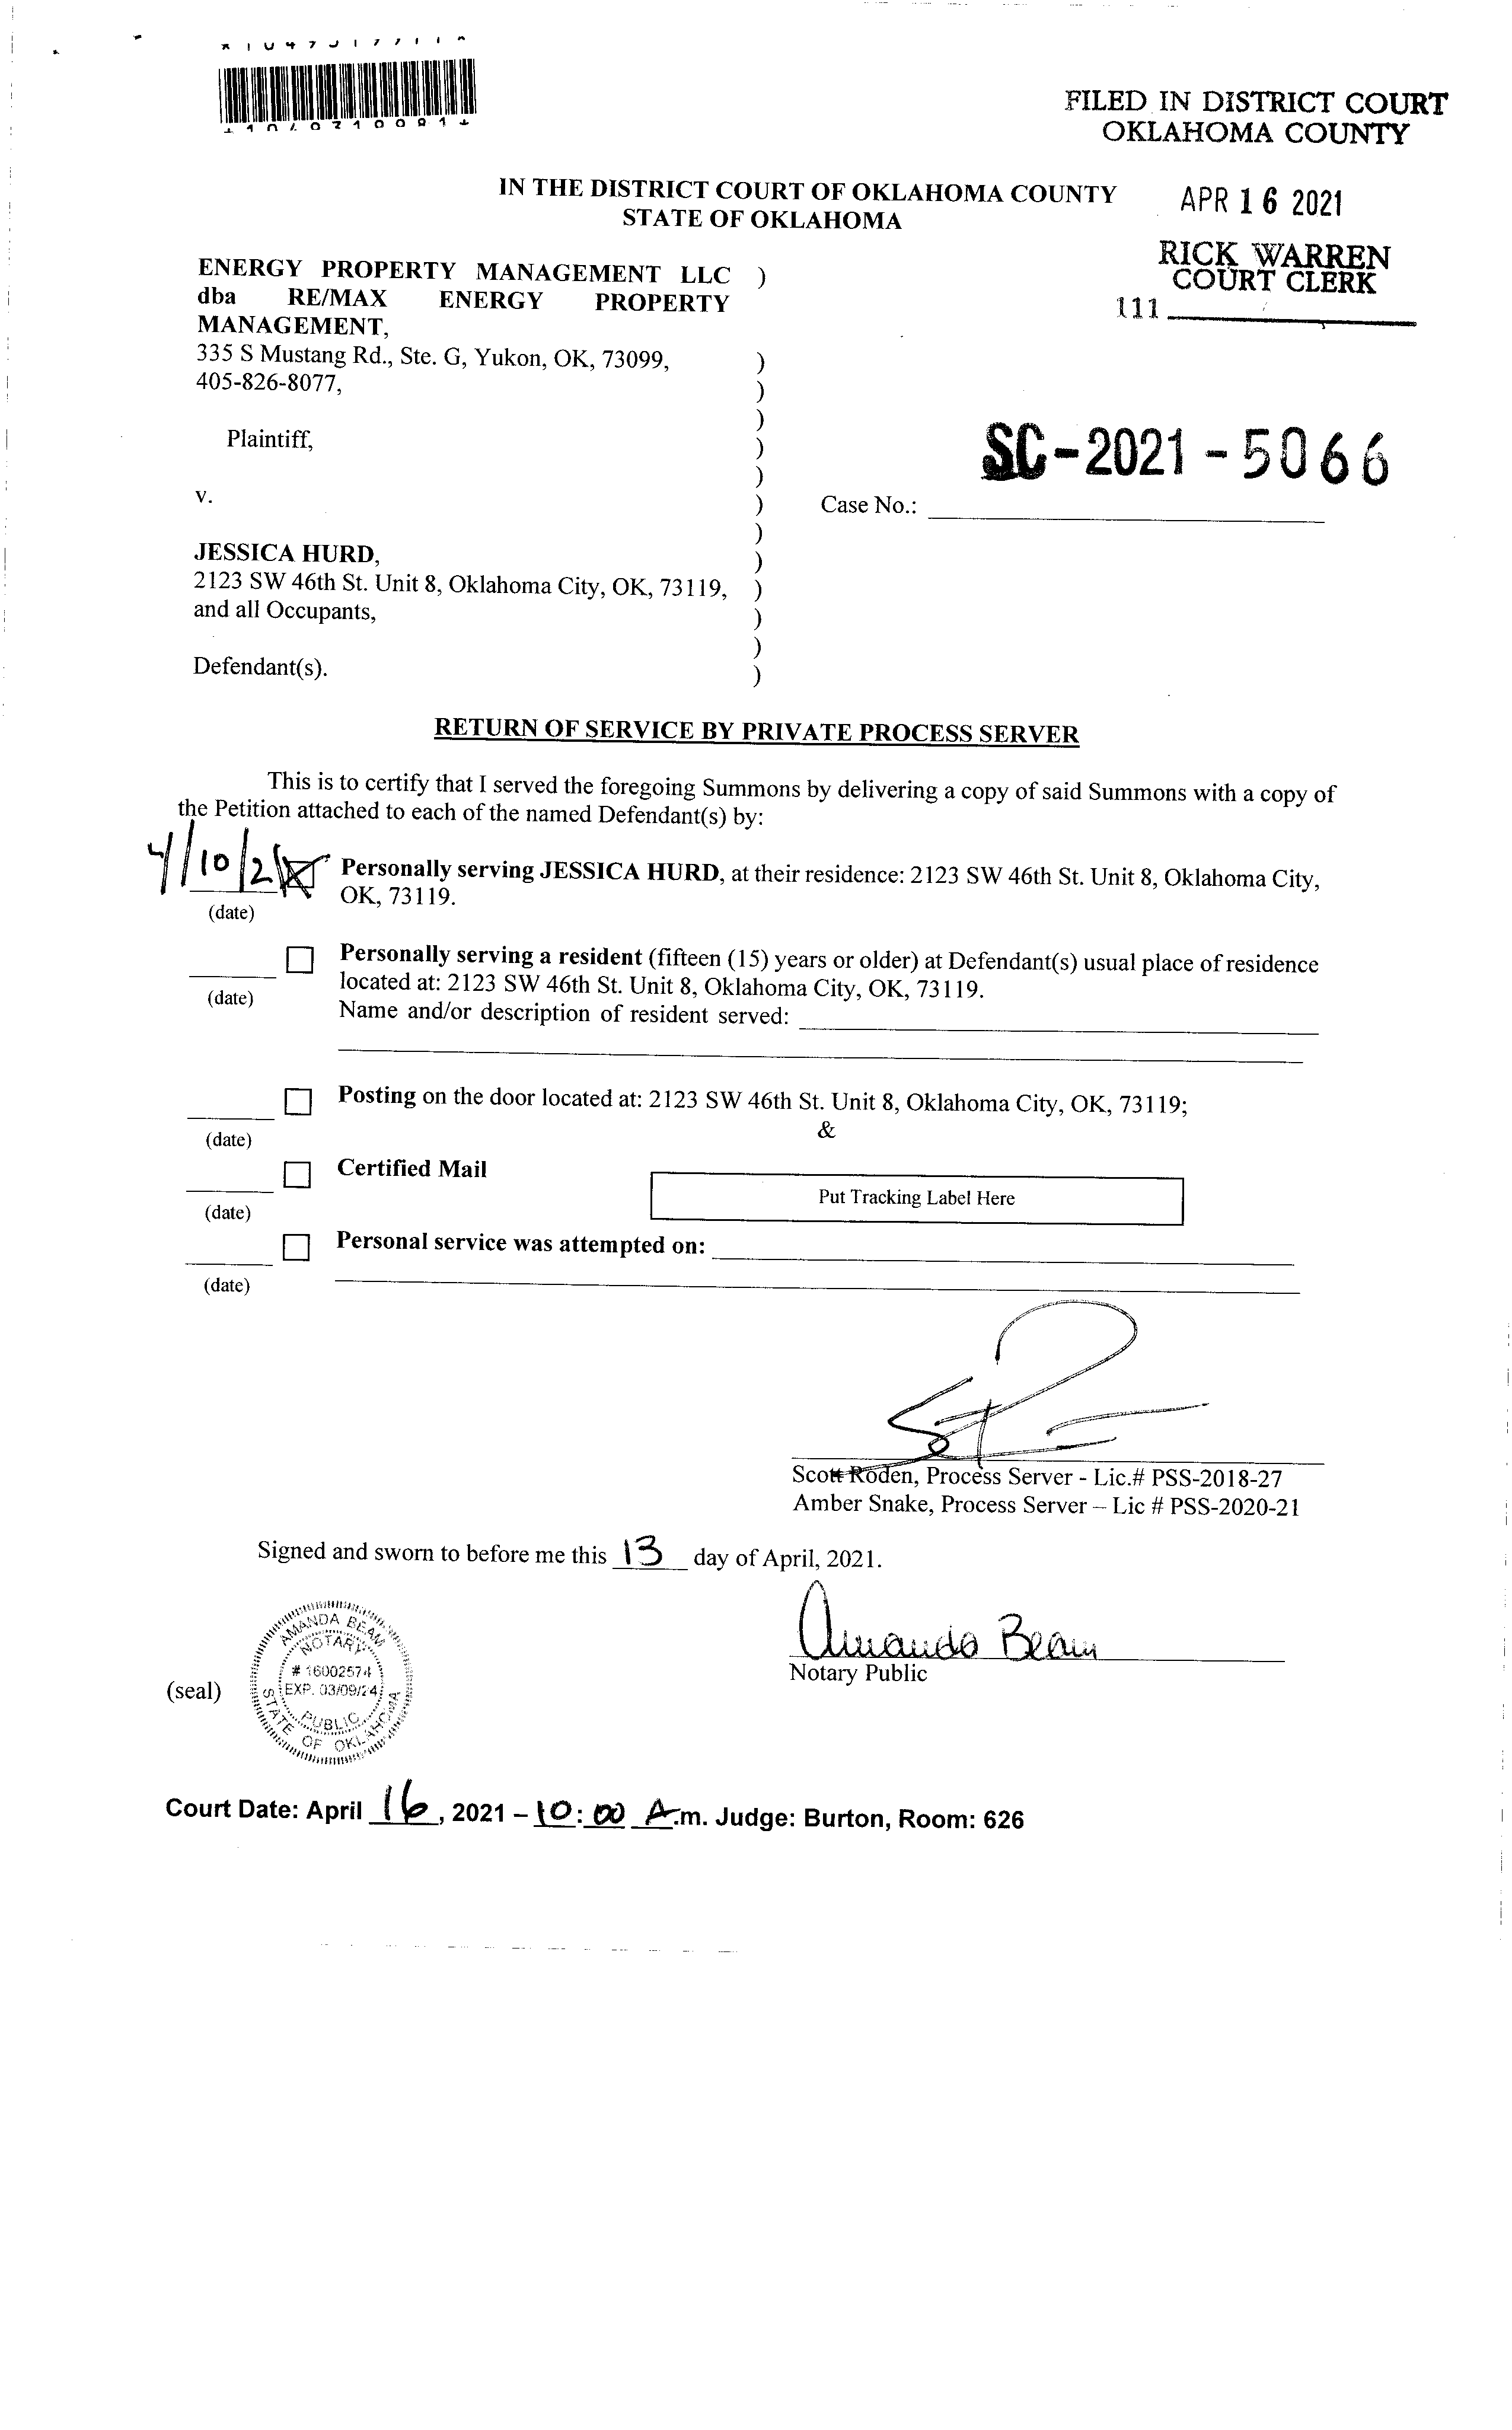 FILED IN DISTRICT COURT
OKLAHOMA COUNTY
IN THE DISTRICT COURT OF OKLAHOMA COUNTY
STATE OF OKLAHOMA
APR 16 2021
RICK WARREN
COURT CLERK
111
ENERGY PROPERTY MANAGEMENT LLC )
dba RE/MAX ENERGY PROPERTY
MANAGEMENT,
335 S Mustang Rd., Ste. G, Yukon, OK, 73099, )
405-826-8077, )
)
Plaintiff, )
)
v. )
SC-2021-5066
Case No.:
)
JESSICA HURD, )
2123 SW 46th St. Unit 8, Oklahoma City, OK, 73119, )
and all Occupants, )
)
Defendant(s). )
RETURN OF SERVICE BY PRIVATE PROCESS SERVER
This is to certify that I served the foregoing Summons by delivering a copy of said Summons with a copy of
the Petition attached to each of the named Defendant(s) by:
4/10/21 Personally serving JESSICA HURD, at their residence: 2123 SW 46th St. Unit 8, Oklahoma City,
OK, 73119.
(date)
Personally serving a resident (fifteen (15) years or older) at Defendant(s) usual place of residence
located at: 2123 SW 46th St. Unit 8, Oklahoma City, OK, 73119.
(date)
Name and/or description of resident served:
Posting on the door located at: 2123 SW 46th St. Unit 8, Oklahoma City, OK, 73119;
&
(date)
Certified Mail
Put Tracking Label Here
(date)
Personal service was attempted on:
(date)
Scott Roden, Process Server - Lic.# PSS-2018-27
Amber Snake, Process Server – Lic # PSS-2020-21
Signed and sworn to before me this 13 day of April, 2021.
Amanda Beam
Notary Public
(seal)
AMANDA BEAM
NOTARY
# 16002574
EXP. 03/09/24
PUBLIC
STATE OF OKLAHOMA
Court Date: April 16, 2021 – 10:00 A.m. Judge: Burton, Room: 626